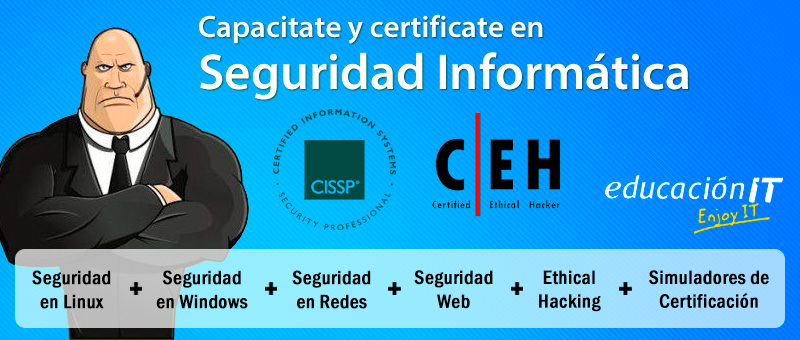 Capacitate y certificate en
Seguridad Informática
CERTIFIED INFORMATION SYSTEMS
CISSP®
SECURITY PROFESSIONAL
C|EH
Certified Ethical Hacker
educaciónIT
Enjoy IT
Seguridad en Linux + Seguridad en Windows + Seguridad en Redes + Seguridad Web + Ethical Hacking + Simuladores de Certificación